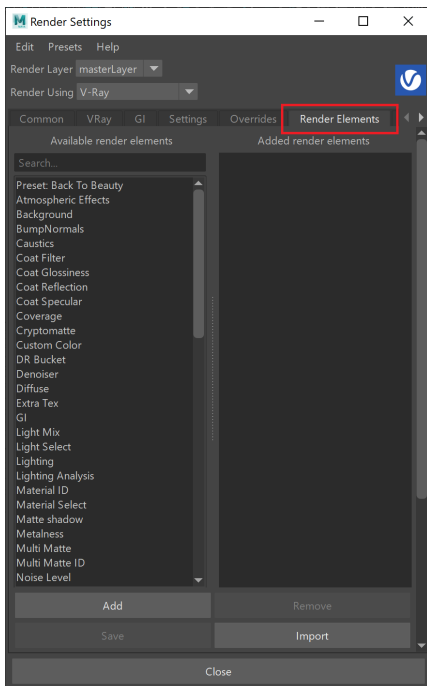 Render Settings
Edit Presets Help
Render Layer masterLayer
Render Using V-Ray
Common VRay GI Settings Overrides Render Elements
Available render elements Added render elements
Search...
Preset: Back To Beauty
Atmospheric Effects
Background
BumpNormals
Caustics
Coat Filter
Coat Glossiness
Coat Reflection
Coat Specular
Coverage
Cryptomatte
Custom Color
DR Bucket
Denoiser
Diffuse
Extra Tex
GI
Light Mix
Light Select
Lighting
Lighting Analysis
Material ID
Material Select
Matte shadow
Metalness
Multi Matte
Multi Matte ID
Noise Level
Add Remove
Save Import
Close